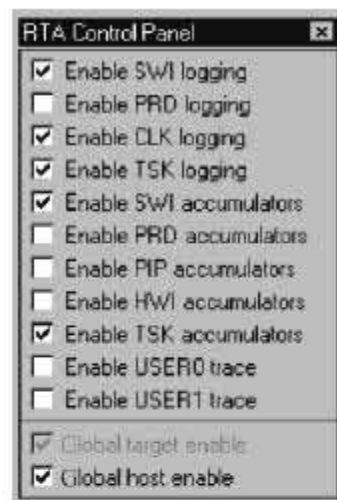 RTA Control Panel
Enable SWI logging
Enable PRD logging
Enable CLK logging
Enable TSK logging
Enable SWI accumulators
Enable PRD accumulators
Enable PIP accumulators
Enable HWI accumulators
Enable TSK accumulators
Enable USER0 trace
Enable USER1 trace
Global target enable
Global host enable